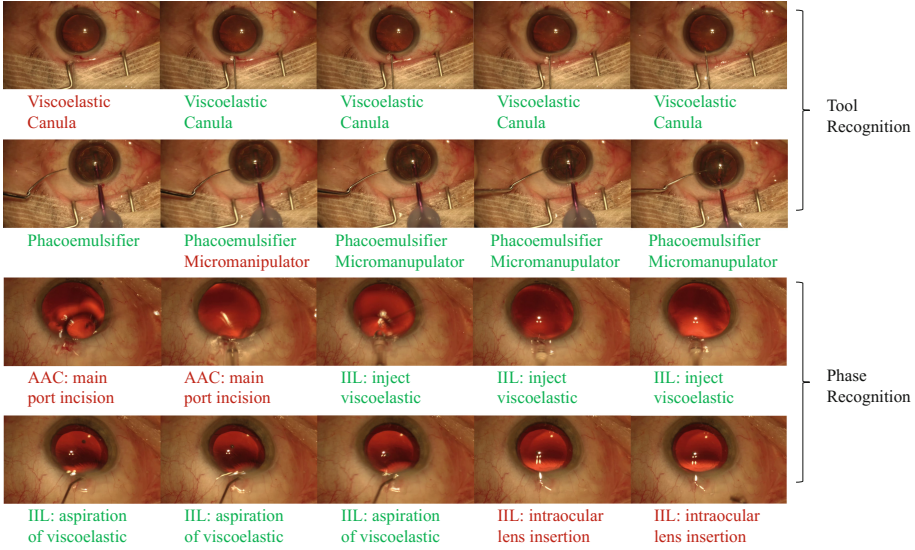 Viscoelastic
Canula
Viscoelastic
Canula
Viscoelastic
Canula
Viscoelastic
Canula
Viscoelastic
Canula
Tool
Recognition
Phacoemulsifier
Phacoemulsifier
Micromanipulator
Phacoemulsifier
Micromanupulator
Phacoemulsifier
Micromanupulator
Phacoemulsifier
Micromanupulator
AAC: main
port incision
AAC: main
port incision
IIL: inject
viscoelastic
IIL: inject
viscoelastic
IIL: inject
viscoelastic
Phase
Recognition
IIL: aspiration
of viscoelastic
IIL: aspiration
of viscoelastic
IIL: aspiration
of viscoelastic
IIL: intraocular
lens insertion
IIL: intraocular
lens insertion